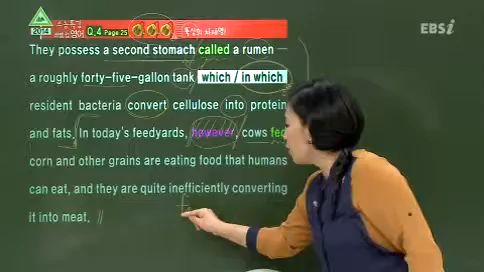 EBSi
2014
Q.4 Page 25
They possess a second stomach called a rumen —
a roughly forty-five-gallon tank which / in which
resident bacteria convert cellulose into protein
and fats. In today's feedyards, however, cows fed
corn and other grains are eating food that humans
can eat, and they are quite inefficiently converting
it into meat.